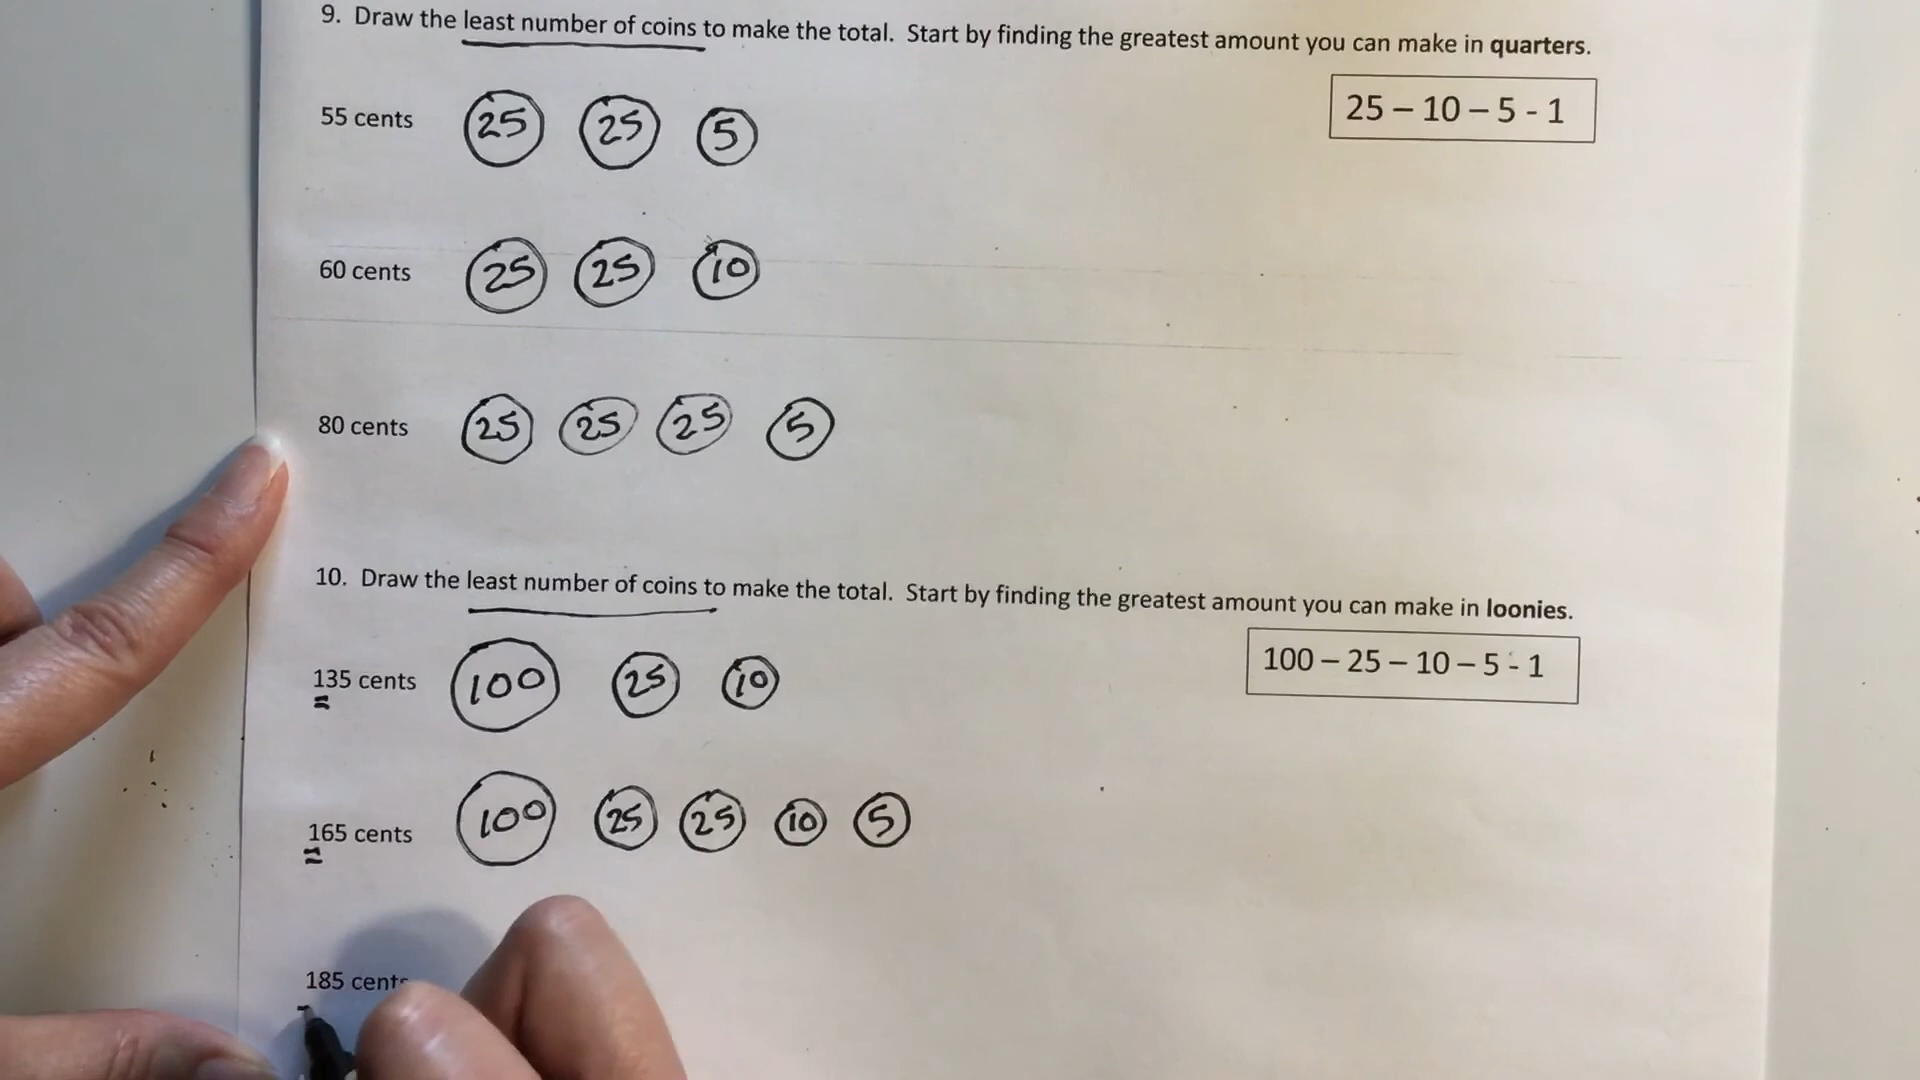 9. Draw the least number of coins to make the total. Start by finding the greatest amount you can make in quarters.
25 – 10 – 5 - 1
55 cents 25 25 5
60 cents 25 25 10
80 cents 25 25 25 5
10. Draw the least number of coins to make the total. Start by finding the greatest amount you can make in loonies.
100 – 25 – 10 – 5 - 1
135 cents 100 25 10
165 cents 100 25 25 10 5
185 cents